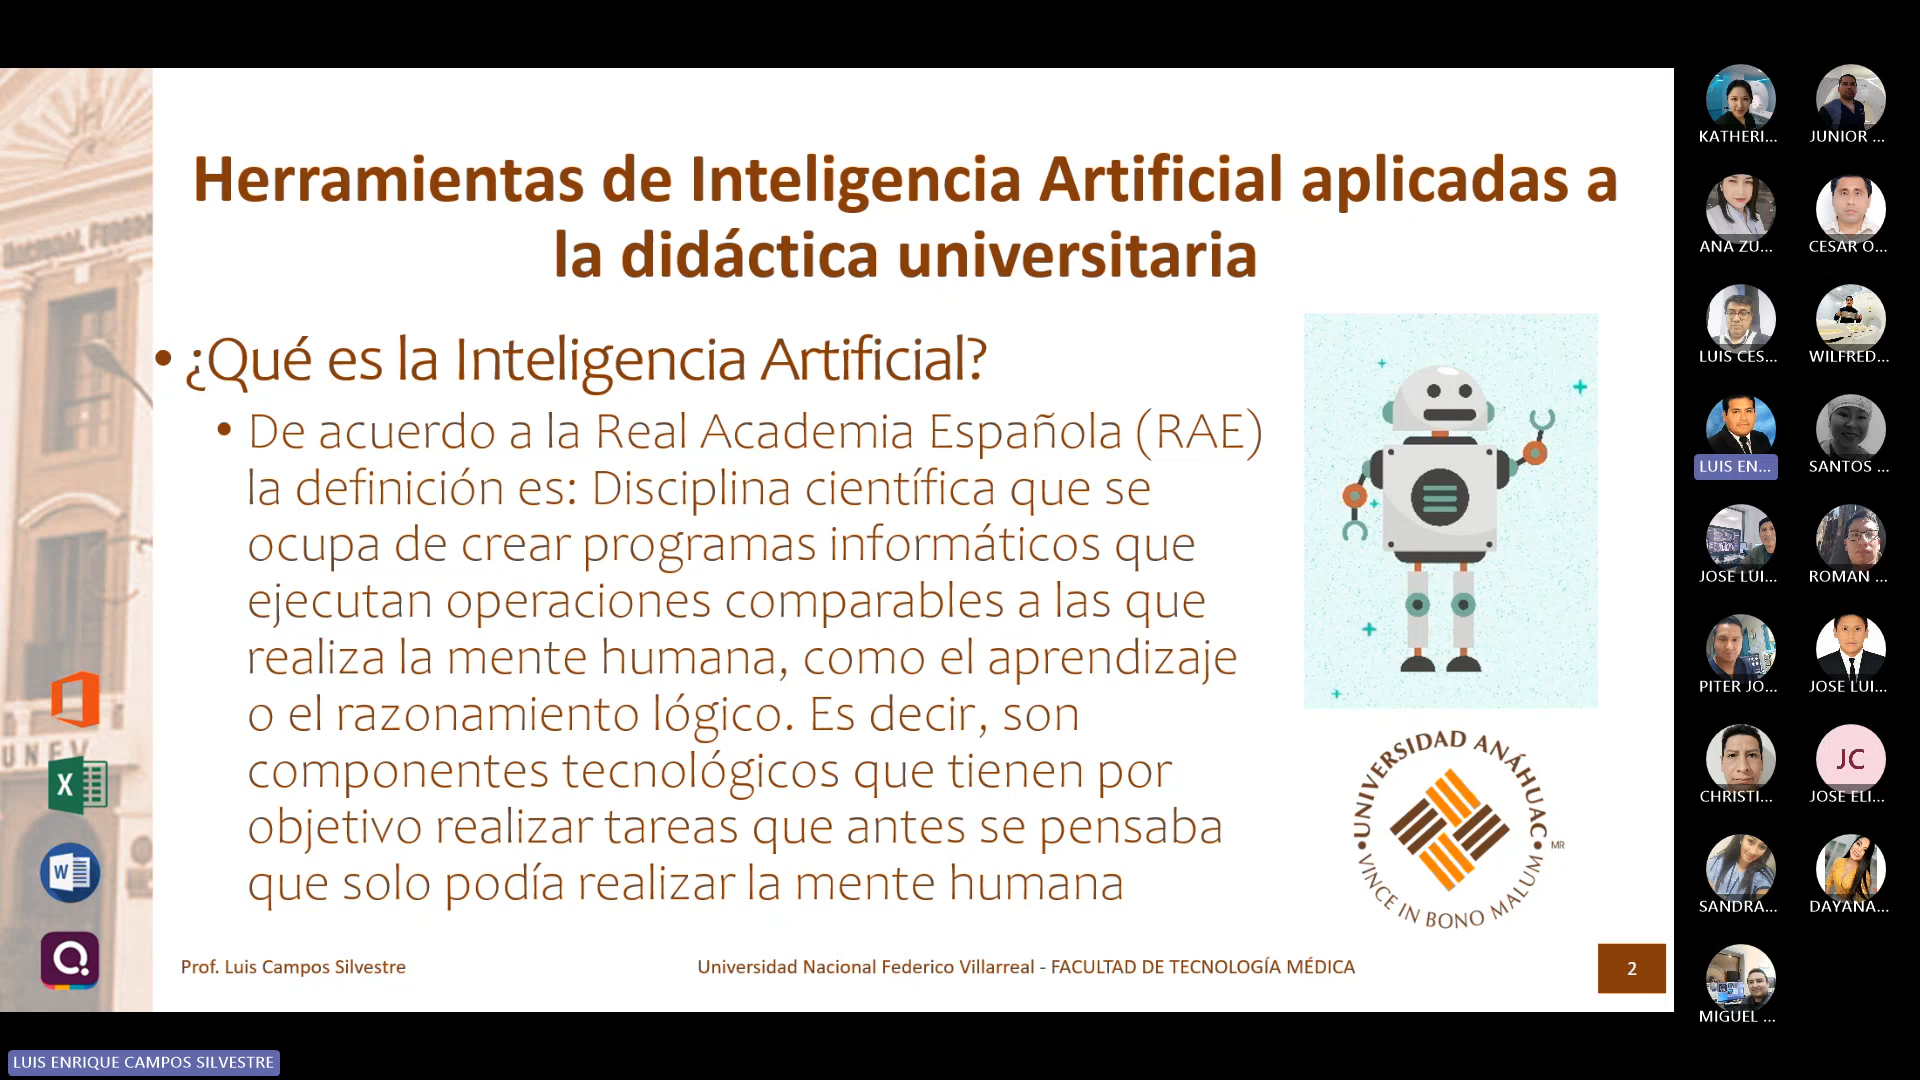 Herramientas de Inteligencia Artificial aplicadas a
la didáctica universitaria
• ¿Qué es la Inteligencia Artificial?
• De acuerdo a la Real Academia Española (RAE)
la definición es: Disciplina científica que se
ocupa de crear programas informáticos que
ejecutan operaciones comparables a las que
realiza la mente humana, como el aprendizaje
o el razonamiento lógico. Es decir, son
componentes tecnológicos que tienen por
objetivo realizar tareas que antes se pensaba
que solo podía realizar la mente humana
UNIVERSIDAD ANÁHUAC
VINCE IN BONO MALUM
MR
Prof. Luis Campos Silvestre
Universidad Nacional Federico Villarreal - FACULTAD DE TECNOLOGÍA MÉDICA
2
UNFV
X
W
KATHERI...
JUNIOR ...
ANA ZU...
CESAR O...
LUIS CES...
WILFRED...
LUIS EN...
SANTOS ...
JOSE LUI...
ROMAN ...
PITER JO...
JOSE LUI...
CHRISTI...
JC
JOSE ELI...
SANDRA...
DAYANA...
MIGUEL ...
LUIS ENRIQUE CAMPOS SILVESTRE